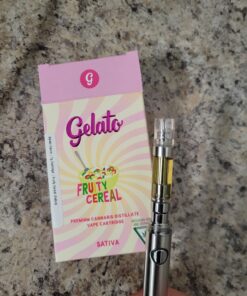 G
Gelato
FRUITY
CEREAL
PREMIUM CANNABIS DISTILLATE
VAPE CARTRIDGE
SATIVA